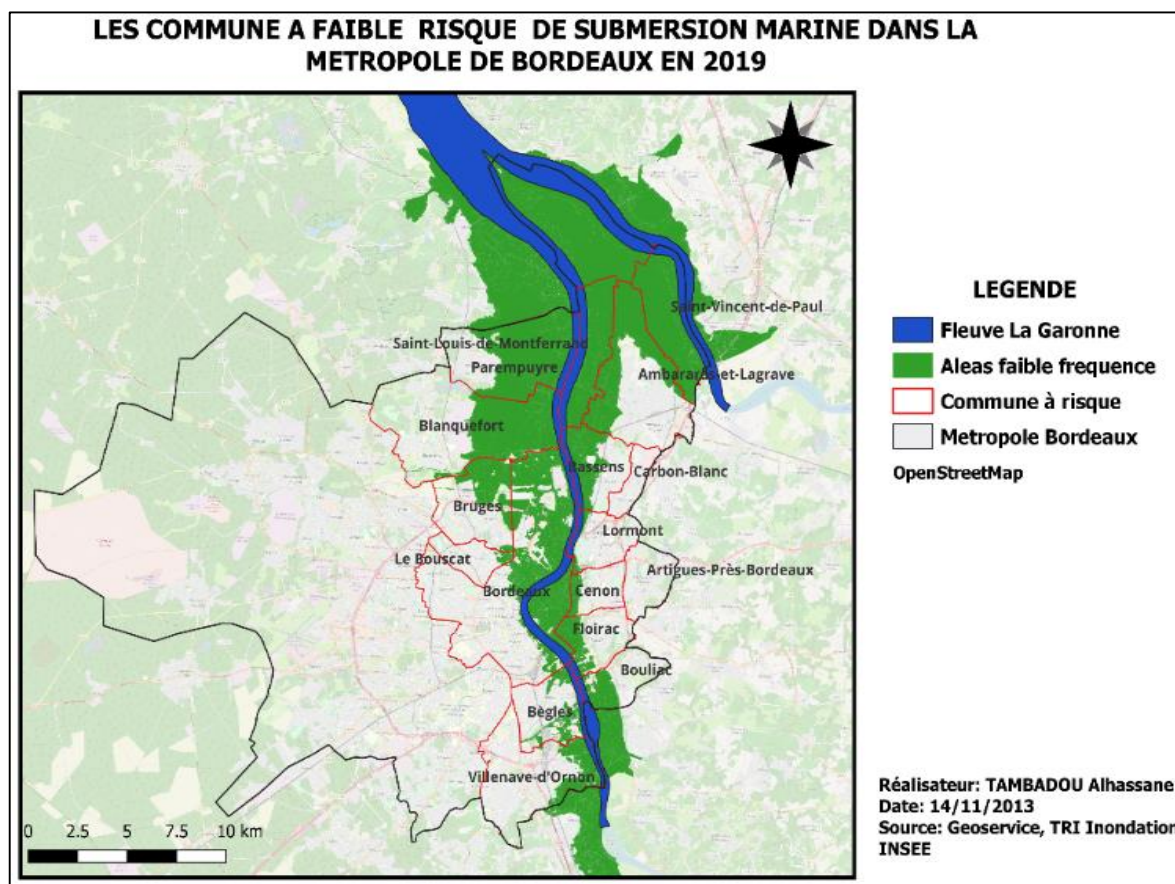 LES COMMUNE A FAIBLE RISQUE DE SUBMERSION MARINE DANS LA
METROPOLE DE BORDEAUX EN 2019
Saint-Vincent-de-Paul
Saint-Louis-de-Montferrand
Parempuyre
Ambararès-et-Lagrave
Blanquefort
Bassens
Carbon-Blanc
Bruges
Lormont
Le Bouscat
Artigues-Près-Bordeaux
Bordeaux
Cenon
Floirac
Bouliac
Bègles
Villenave-d'Ornon
0 2.5 5 7.5 10 km
LEGENDE
Fleuve La Garonne
Aleas faible frequence
Commune à risque
Metropole Bordeaux
OpenStreetMap
Réalisateur: TAMBADOU Alhassane
Date: 14/11/2013
Source: Geoservice, TRI Inondation
INSEE